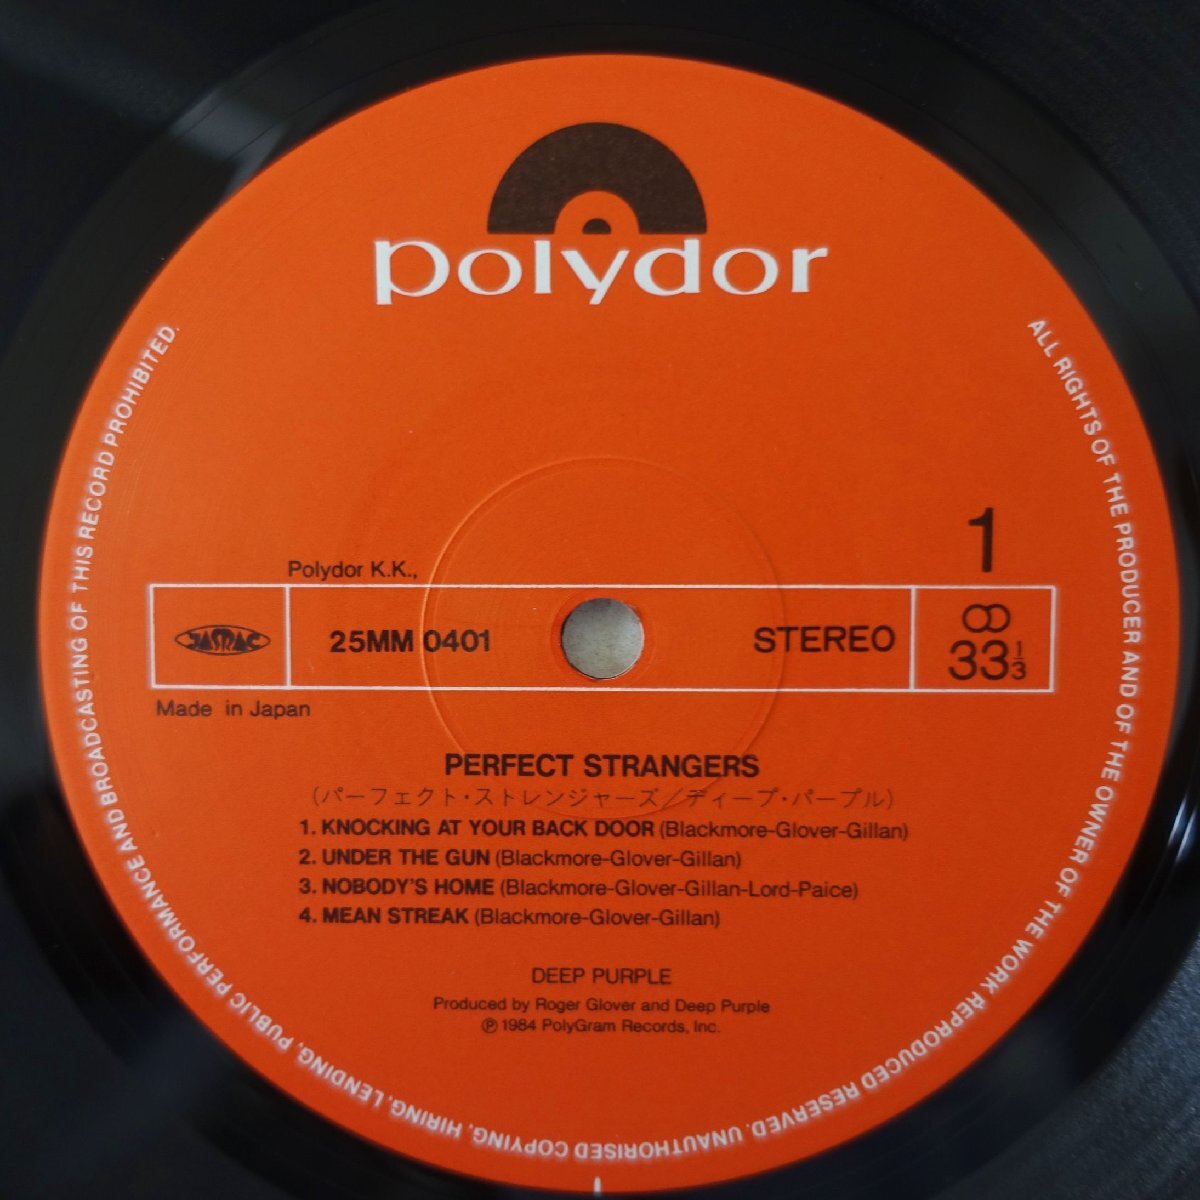 polydor
1
Polydor K.K.,
JASRAC
25MM 0401
STEREO
33 1/3
Made in Japan
PERFECT STRANGERS
(パーフェクト・ストレンジャーズ/ディープ・パープル)
1. KNOCKING AT YOUR BACK DOOR (Blackmore-Glover-Gillan)
2. UNDER THE GUN (Blackmore-Glover-Gillan)
3. NOBODY'S HOME (Blackmore-Glover-Gillan-Lord-Paice)
4. MEAN STREAK (Blackmore-Glover-Gillan)
DEEP PURPLE
Produced by Roger Glover and Deep Purple
℗ 1984 PolyGram Records, Inc.
ALL RIGHTS OF THE PRODUCER AND OF THE OWNER OF THE WORK REPRODUCED RESERVED. UNAUTHORISED COPYING, HIRING, LENDING, PUBLIC PERFORMANCE AND BROADCASTING OF THIS RECORD PROHIBITED.